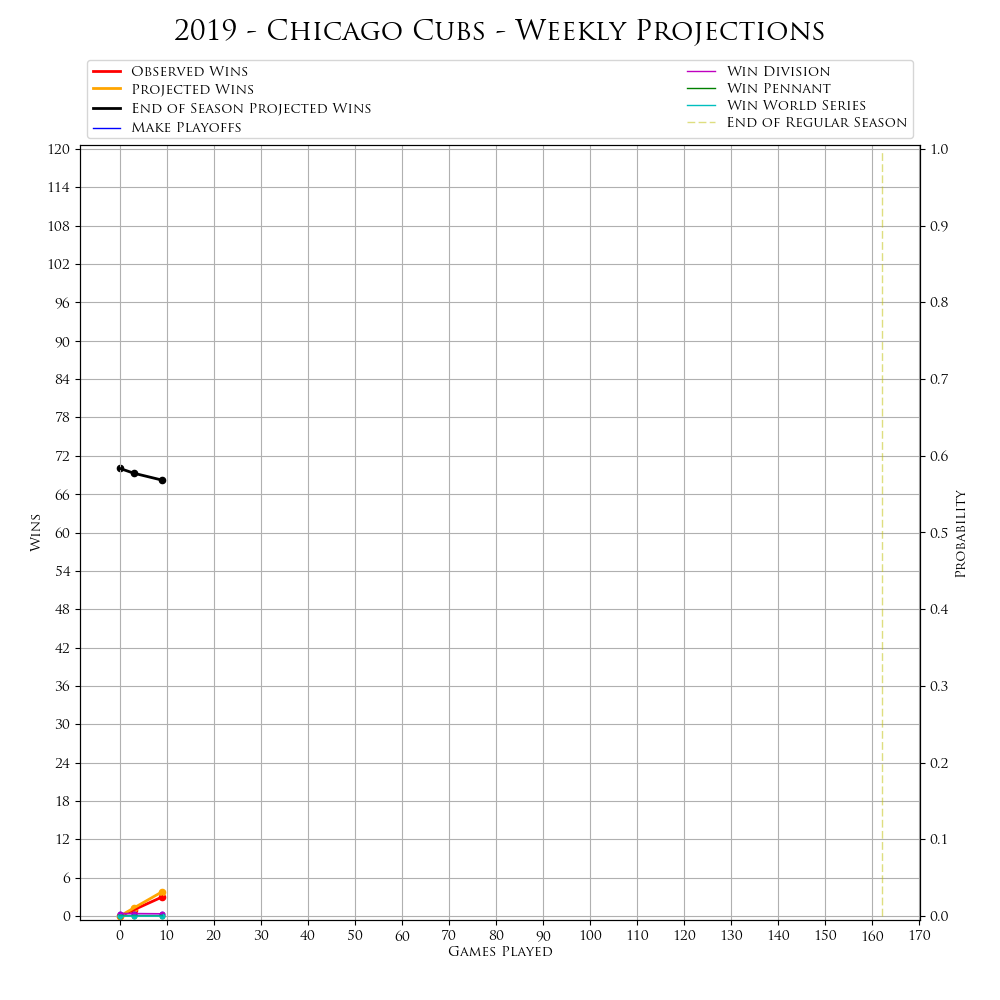 2019 - Chicago Cubs - Weekly Projections
Observed Wins
Projected Wins
End of Season Projected Wins
Make Playoffs
Win Division
Win Pennant
Win World Series
End of Regular Season
120
114
108
102
96
90
84
78
72
66
60
54
48
42
36
30
24
18
12
6
0
Wins
1.0
0.9
0.8
0.7
0.6
0.5
0.4
0.3
0.2
0.1
0.0
Probability
0 10 20 30 40 50 60 70 80 90 100 110 120 130 140 150 160 170
Games Played